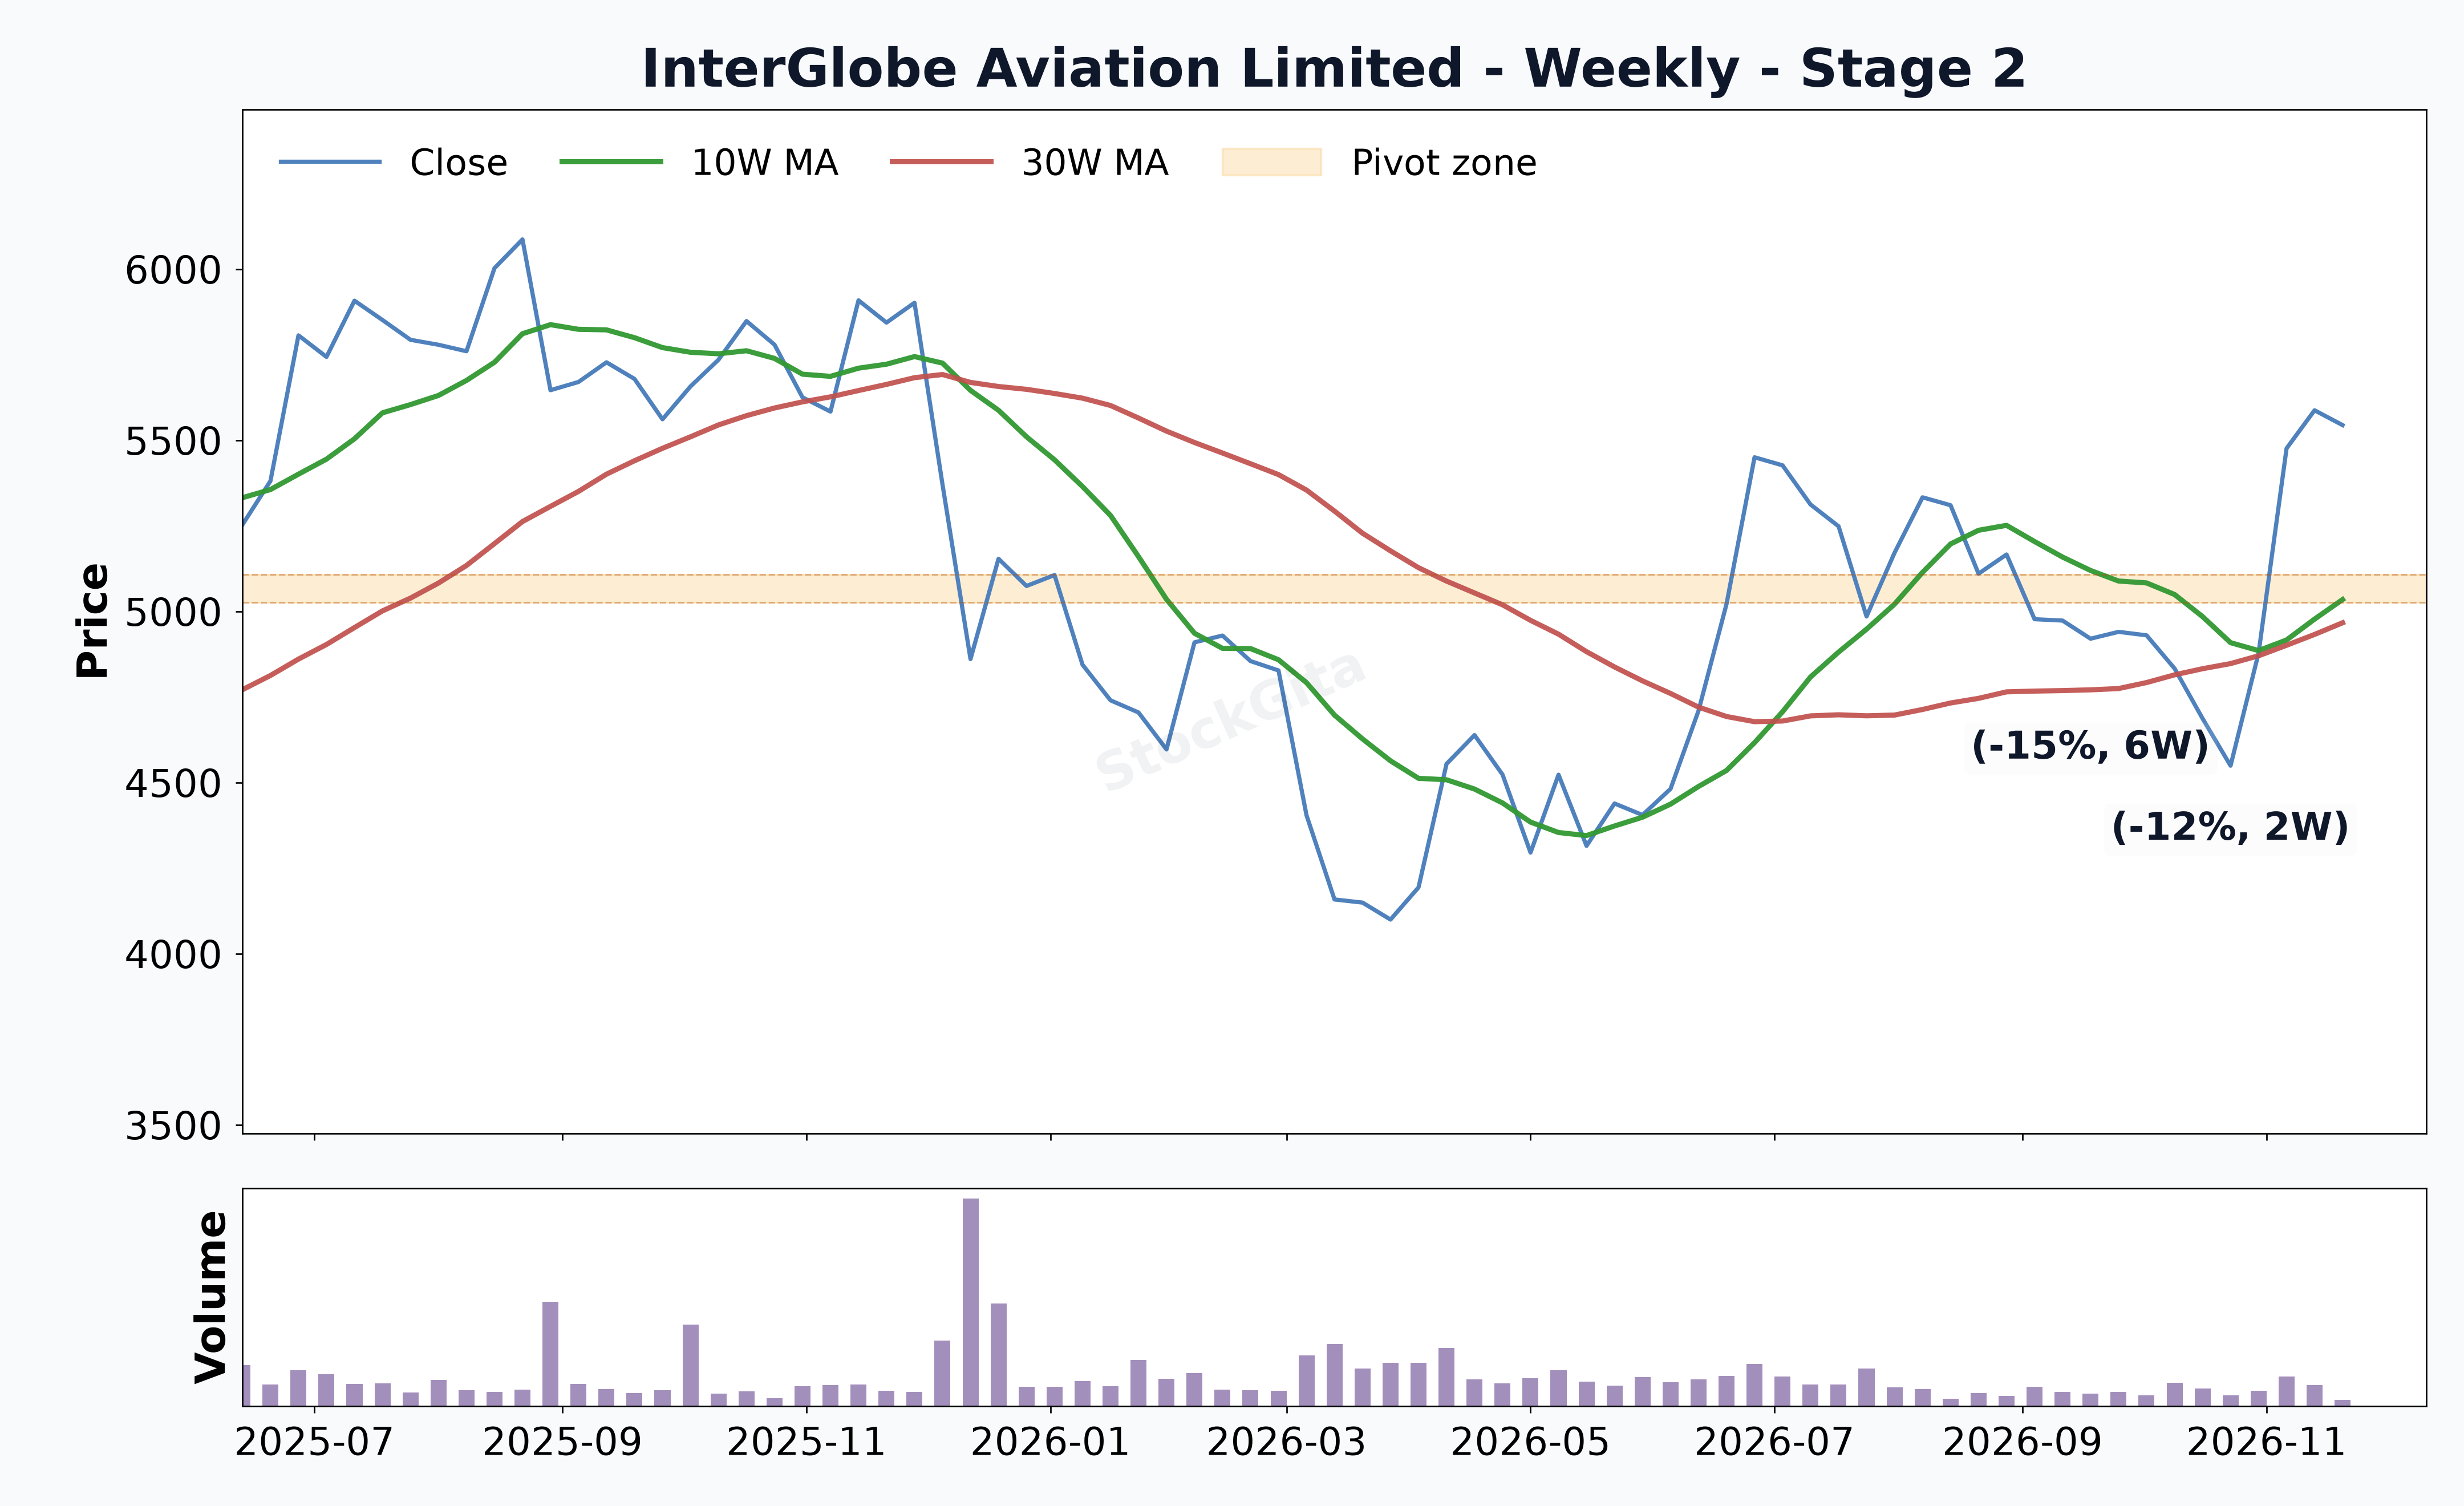 InterGlobe Aviation Limited - Weekly - Stage 2
Close 10W MA 30W MA Pivot zone
Price
6000
5500
5000
4500
4000
3500
StockGita
(-15%, 6W)
(-12%, 2W)
Volume
2025-07 2025-09 2025-11 2026-01 2026-03 2026-05 2026-07 2026-09 2026-11